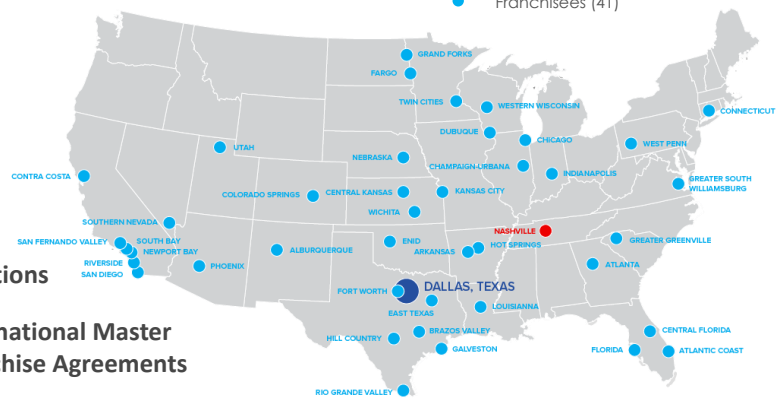 Franchisees (41)
GRAND FORKS
FARGO
TWIN CITIES
WESTERN WISCONSIN
CONNECTICUT
DUBUQUE
CHICAGO
WEST PENN
UTAH
NEBRASKA
CHAMPAIGN-URBANA
INDIANAPOLIS
CONTRA COSTA
GREATER SOUTH
WILLIAMSBURG
COLORADO SPRINGS
CENTRAL KANSAS
KANSAS CITY
WICHITA
SOUTHERN NEVADA
NASHVILLE
SAN FERNANDO VALLEY
SOUTH BAY
NEWPORT BAY
ALBURQUERQUE
ENID
ARKANSAS
HOT SPRINGS
GREATER GREENVILLE
RIVERSIDE
SAN DIEGO
PHOENIX
ATLANTA
tions
FORT WORTH
DALLAS, TEXAS
EAST TEXAS
LOUSIANNA
national Master
chise Agreements
HILL COUNTRY
BRAZOS VALLEY
GALVESTON
CENTRAL FLORIDA
FLORIDA
ATLANTIC COAST
RIO GRANDE VALLEY